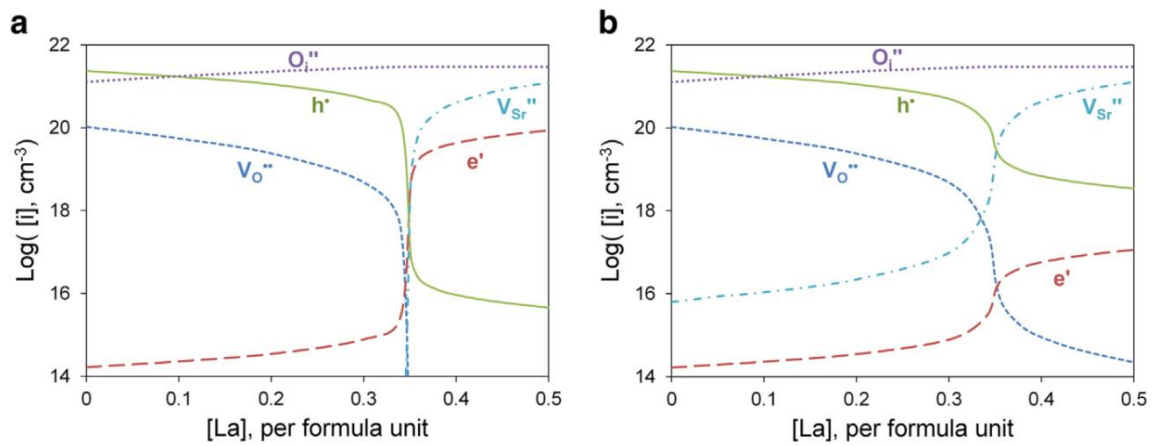 a
22
20
18
16
14
Log( [i], cm⁻³)
0
0.1
0.2
0.3
0.4
0.5
[La], per formula unit
Oᵢ''
h•
V_Sr''
e'
V_O••
b
22
20
18
16
14
Log( [i], cm⁻³)
0
0.1
0.2
0.3
0.4
0.5
[La], per formula unit
Oᵢ''
h•
V_Sr''
V_O••
e'